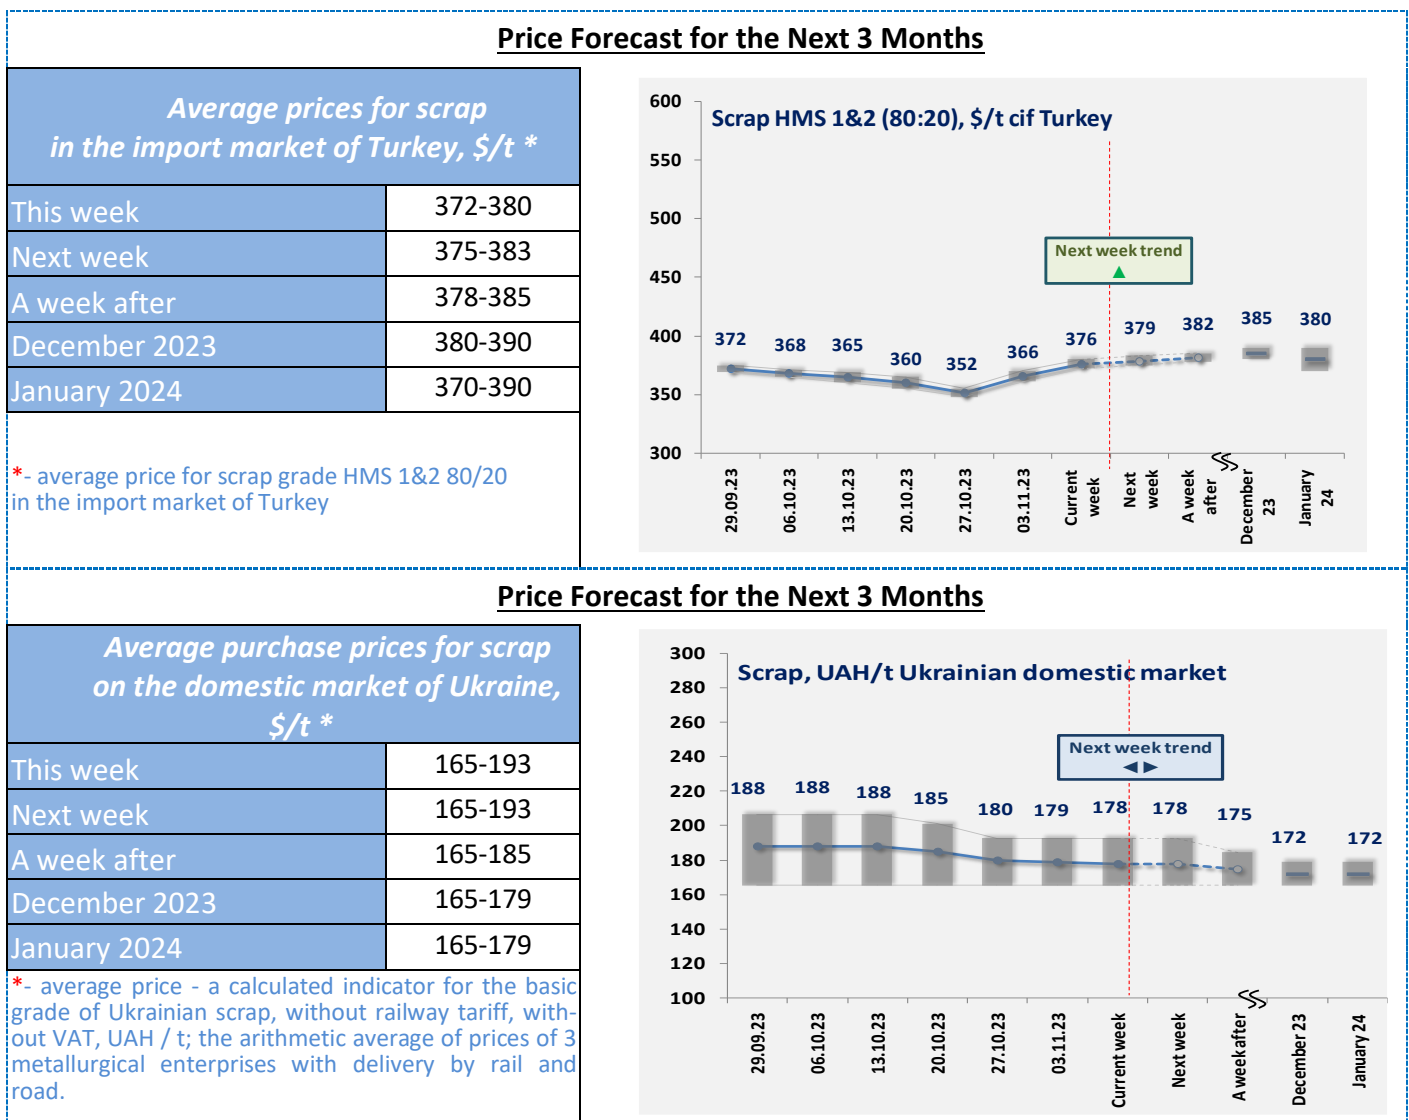 Price Forecast for the Next 3 Months
Average prices for scrap
in the import market of Turkey, $/t *
This week 372-380
Next week 375-383
A week after 378-385
December 2023 380-390
January 2024 370-390
*- average price for scrap grade HMS 1&2 80/20
in the import market of Turkey
Scrap HMS 1&2 (80:20), $/t cif Turkey
600
550
500
450
400
350
300
Next week trend
▲
372 368 365 360 352 366 376 379 382 385 380
29.09.23
06.10.23
13.10.23
20.10.23
27.10.23
03.11.23
Current
week
Next
week
A week
after
December
23
January
24
Price Forecast for the Next 3 Months
Average purchase prices for scrap
on the domestic market of Ukraine,
$/t *
This week 165-193
Next week 165-193
A week after 165-185
December 2023 165-179
January 2024 165-179
*- average price - a calculated indicator for the basic
grade of Ukrainian scrap, without railway tariff, with-
out VAT, UAH / t; the arithmetic average of prices of 3
metallurgical enterprises with delivery by rail and
road.
Scrap, UAH/t Ukrainian domestic market
300
280
260
240
220
200
180
160
140
120
100
Next week trend
◄►
188 188 188 185 180 179 178 178 175 172 172
29.09.23
06.10.23
13.10.23
20.10.23
27.10.23
03.11.23
Current week
Next week
A week after
December 23
January 24